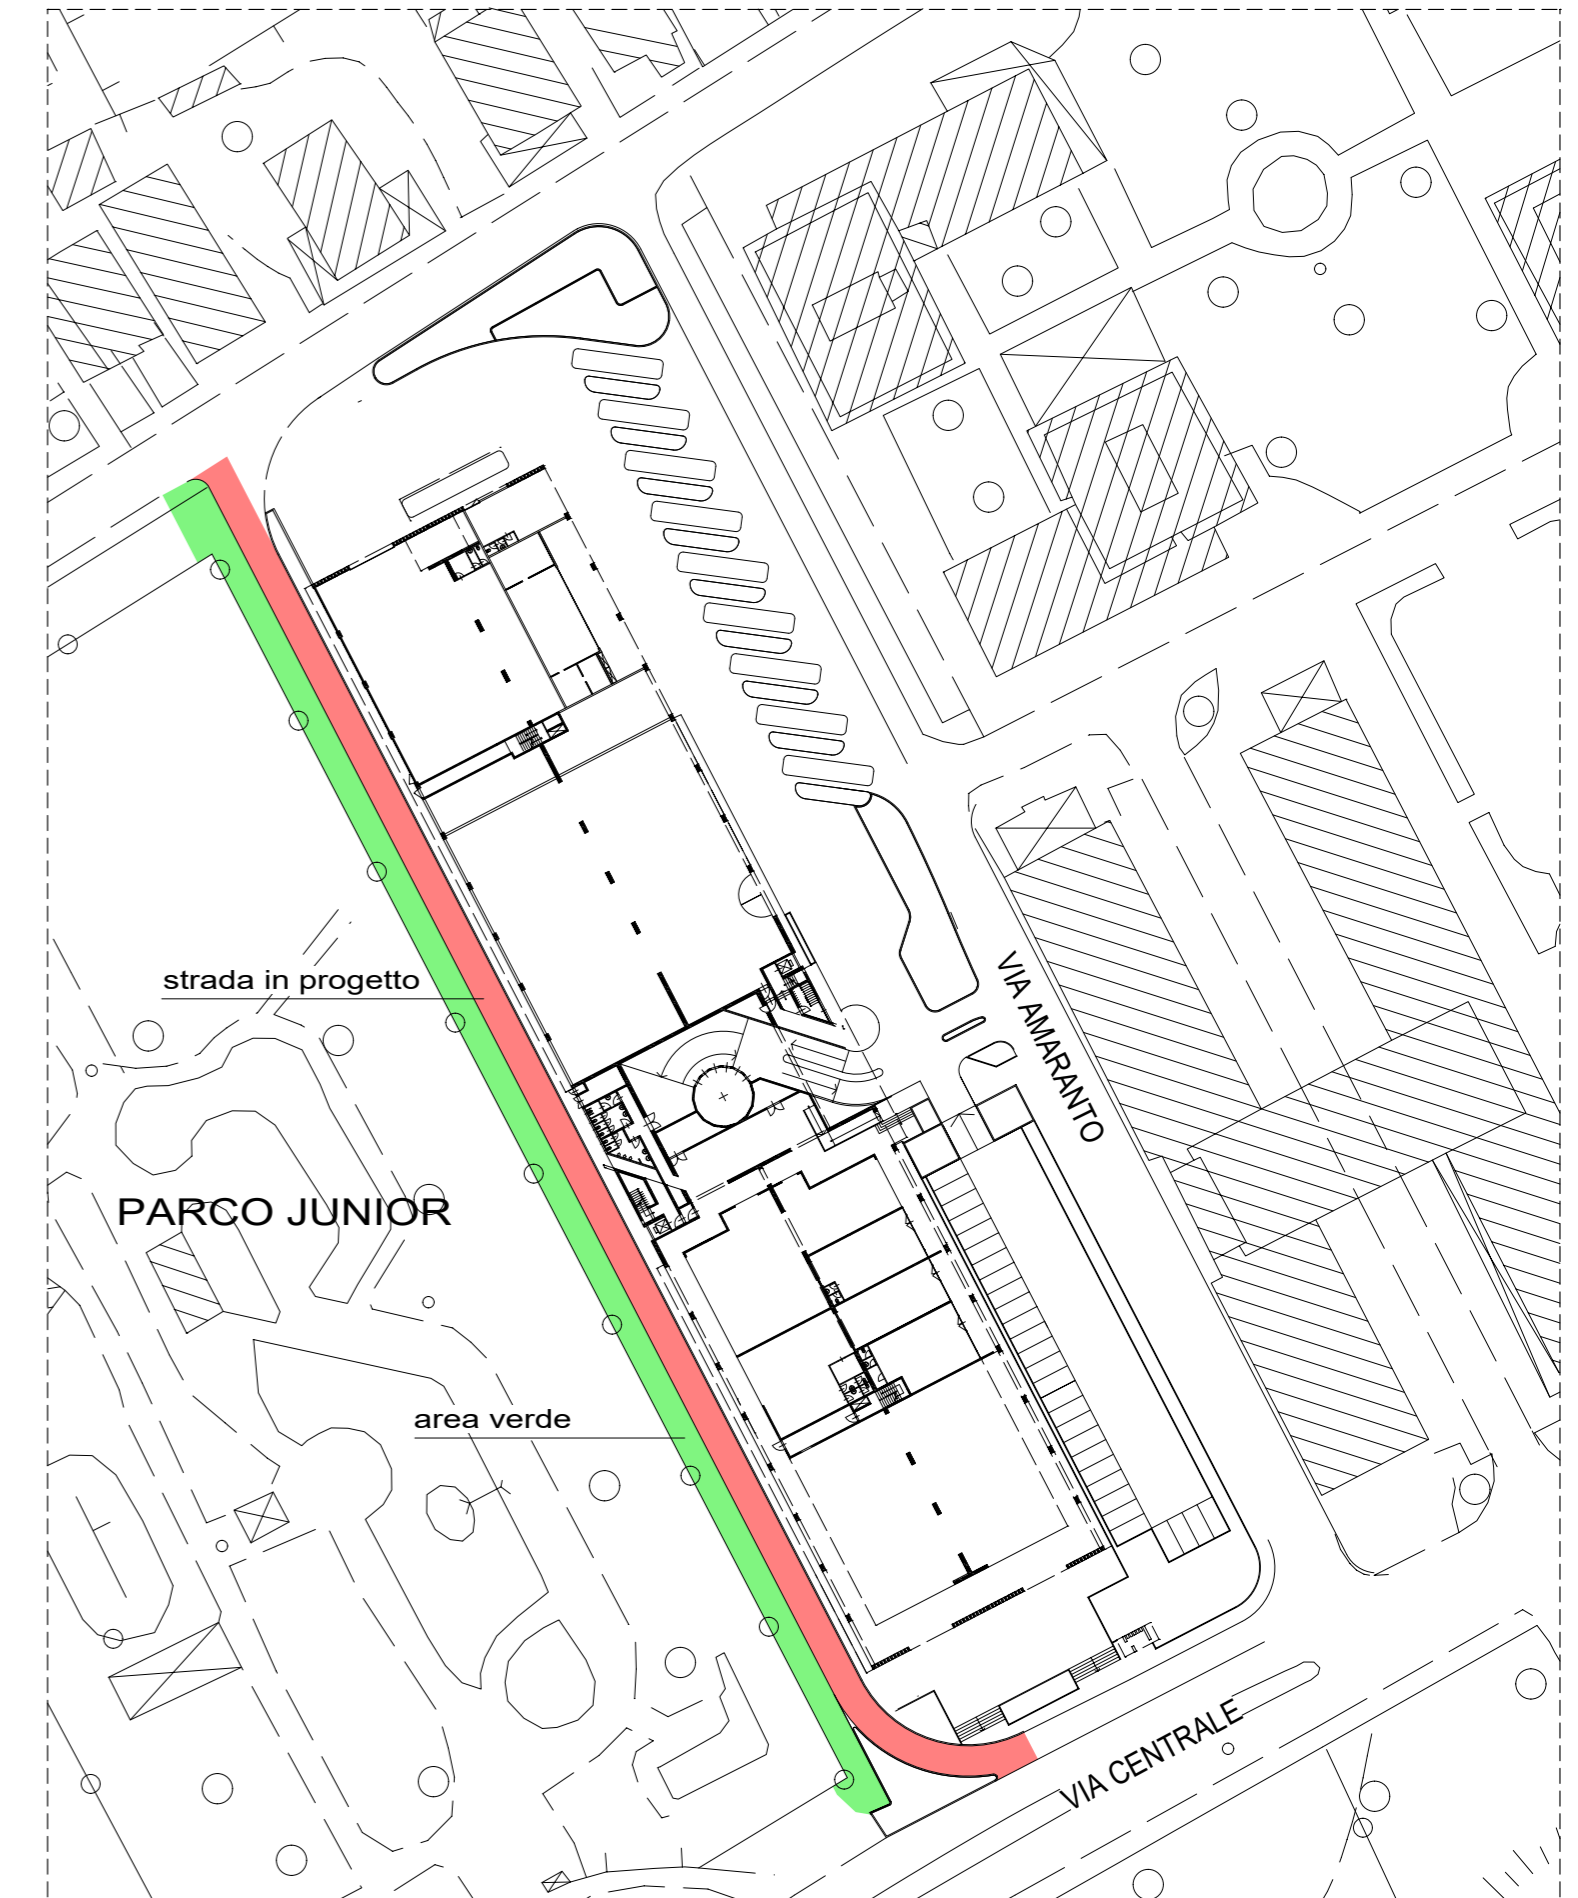 strada in progetto
VIA AMARANTO
PARCO JUNIOR
area verde
VIA CENTRALE